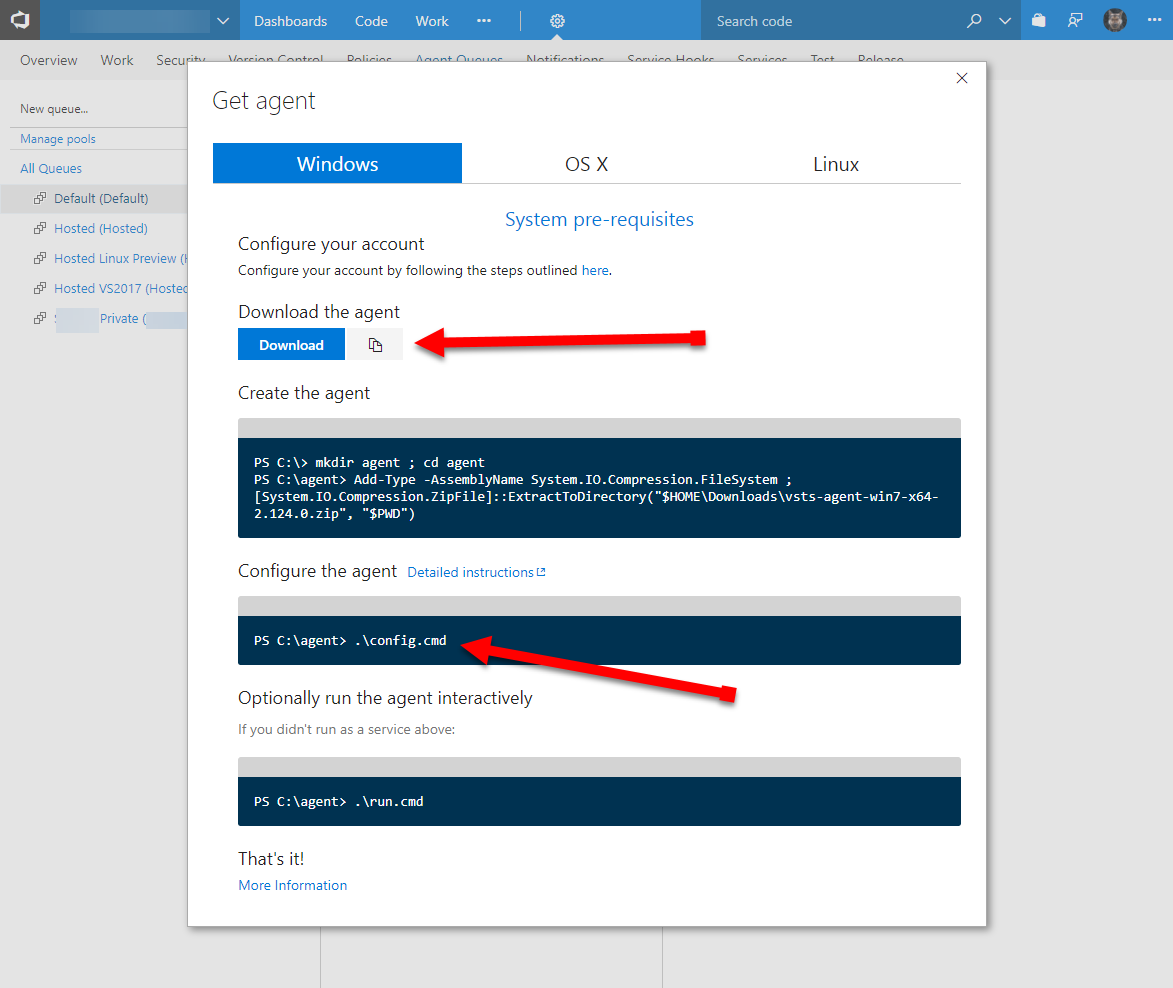 Dashboards Code Work ••• Search code
Overview Work Security Version Control Policies Agent Queues Notifications Service Hooks Services Test Release
New queue...
Manage pools
All Queues
Default (Default)
Hosted (Hosted)
Hosted Linux Preview (
Hosted VS2017 (Hosted
Private (
Get agent
Windows OS X Linux
System pre-requisites
Configure your account
Configure your account by following the steps outlined here.
Download the agent
Download
Create the agent
PS C:\> mkdir agent ; cd agent
PS C:\agent> Add-Type -AssemblyName System.IO.Compression.FileSystem ;
[System.IO.Compression.ZipFile]::ExtractToDirectory("$HOME\Downloads\vsts-agent-win7-x64-
2.124.0.zip", "$PWD")
Configure the agent Detailed instructions
PS C:\agent> .\config.cmd
Optionally run the agent interactively
If you didn't run as a service above:
PS C:\agent> .\run.cmd
That's it!
More Information